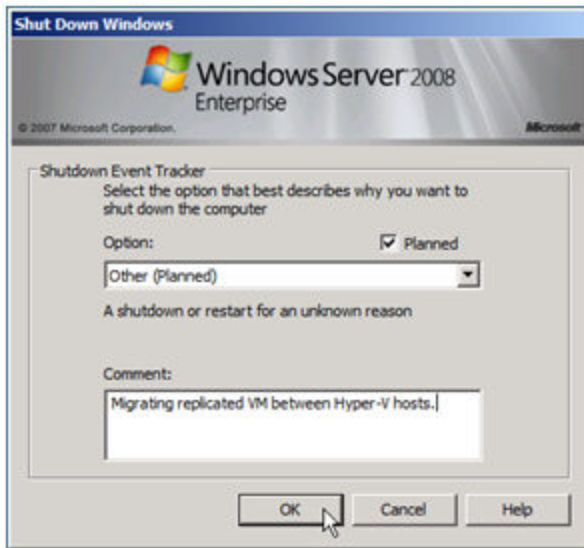 Shut Down Windows
Windows Server 2008
Enterprise
© 2007 Microsoft Corporation.
Microsoft
Shutdown Event Tracker
Select the option that best describes why you want to
shut down the computer
Option:
Planned
Other (Planned)
A shutdown or restart for an unknown reason
Comment:
Migrating replicated VM between Hyper-V hosts.
OK
Cancel
Help